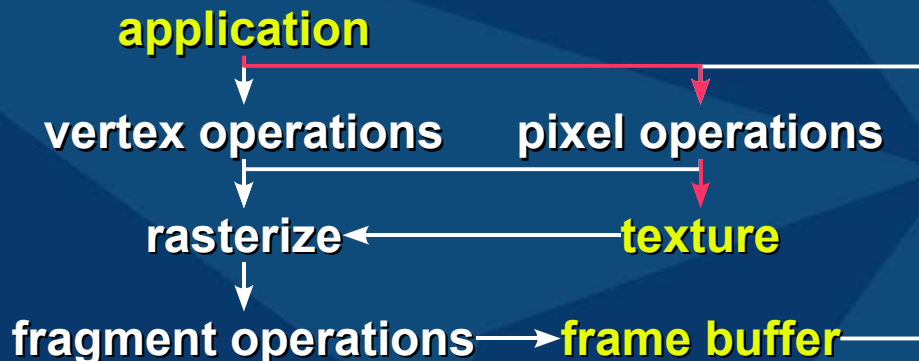 application
vertex operations pixel operations
rasterize texture
fragment operations frame buffer